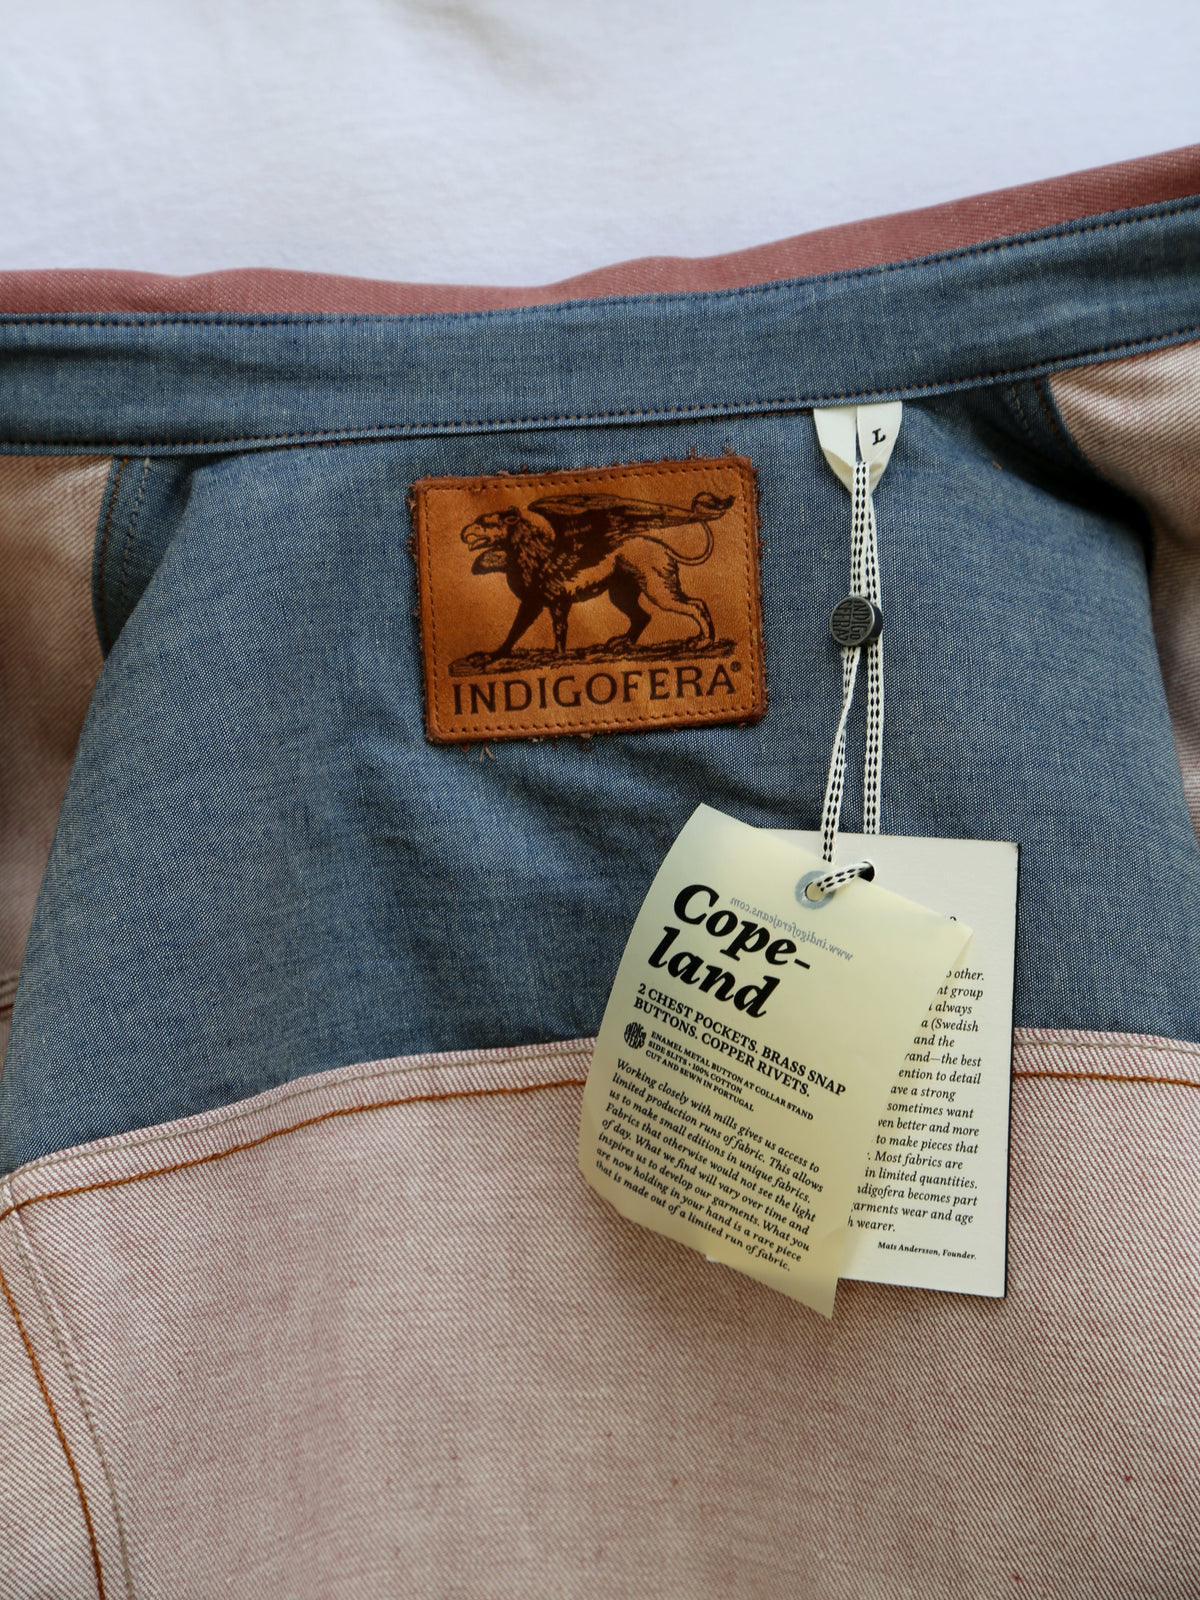 L
INDIGOFERA®
INDIGO
FERA
www.indigoferajeans.com
Cope-
land
2 CHEST POCKETS. BRASS SNAP
BUTTONS. COPPER RIVETS.
INDIGO
FERA
ENAMEL METAL BUTTON AT COLLAR STAND
SIDE SLITS • 100% COTTON
CUT AND SEWN IN PORTUGAL
Working closely with mills gives us access to
limited production runs of fabric. This allows
us to make small editions in unique fabrics.
Fabrics that otherwise would not see the light
of day. What we find will vary over time and
inspires us to develop our garments. What you
are now holding in your hand is a rare piece
that is made out of a limited run of fabric.
other.
group
always
(Swedish
and the
—the best
to detail
a strong
sometimes want
better and more
to make pieces that
Most fabrics are
in limited quantities.
becomes part
wear and age
wearer.
Mats Andersson, Founder.